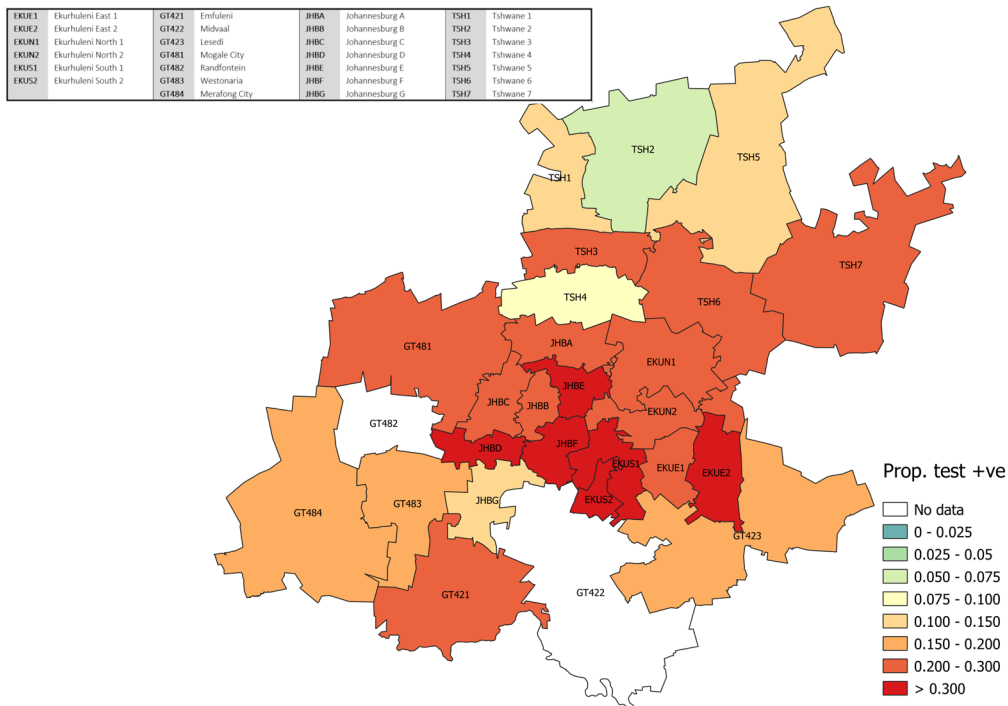 EKUE1 Ekurhuleni East 1 GT421 Emfuleni JHBA Johannesburg A TSH1 Tshwane 1
EKUE2 Ekurhuleni East 2 GT422 Midvaal JHBB Johannesburg B TSH2 Tshwane 2
EKUN1 Ekurhuleni North 1 GT423 Lesedi JHBC Johannesburg C TSH3 Tshwane 3
EKUN2 Ekurhuleni North 2 GT481 Mogale City JHBD Johannesburg D TSH4 Tshwane 4
EKUS1 Ekurhuleni South 1 GT482 Randfontein JHBE Johannesburg E TSH5 Tshwane 5
EKUS2 Ekurhuleni South 2 GT483 Westonaria JHBF Johannesburg F TSH6 Tshwane 6
GT484 Merafong City JHBG Johannesburg G TSH7 Tshwane 7
TSH2
TSH5
TSH1
TSH3
TSH7
TSH4
TSH6
GT481
JHBA
EKUN1
JHBE
JHBC
JHBB
EKUN2
GT482
JHBD
JHBF
EKUS1
EKUE1
EKUE2
GT484
GT483
JHBG
EKUS2
GT423
GT421
GT422
Prop. test +ve
No data
0 - 0.025
0.025 - 0.05
0.050 - 0.075
0.075 - 0.100
0.100 - 0.150
0.150 - 0.200
0.200 - 0.300
> 0.300